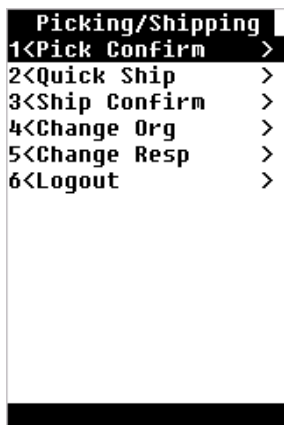 Picking/Shipping
1<Pick Confirm >
2<Quick Ship >
3<Ship Confirm >
4<Change Org >
5<Change Resp >
6<Logout >